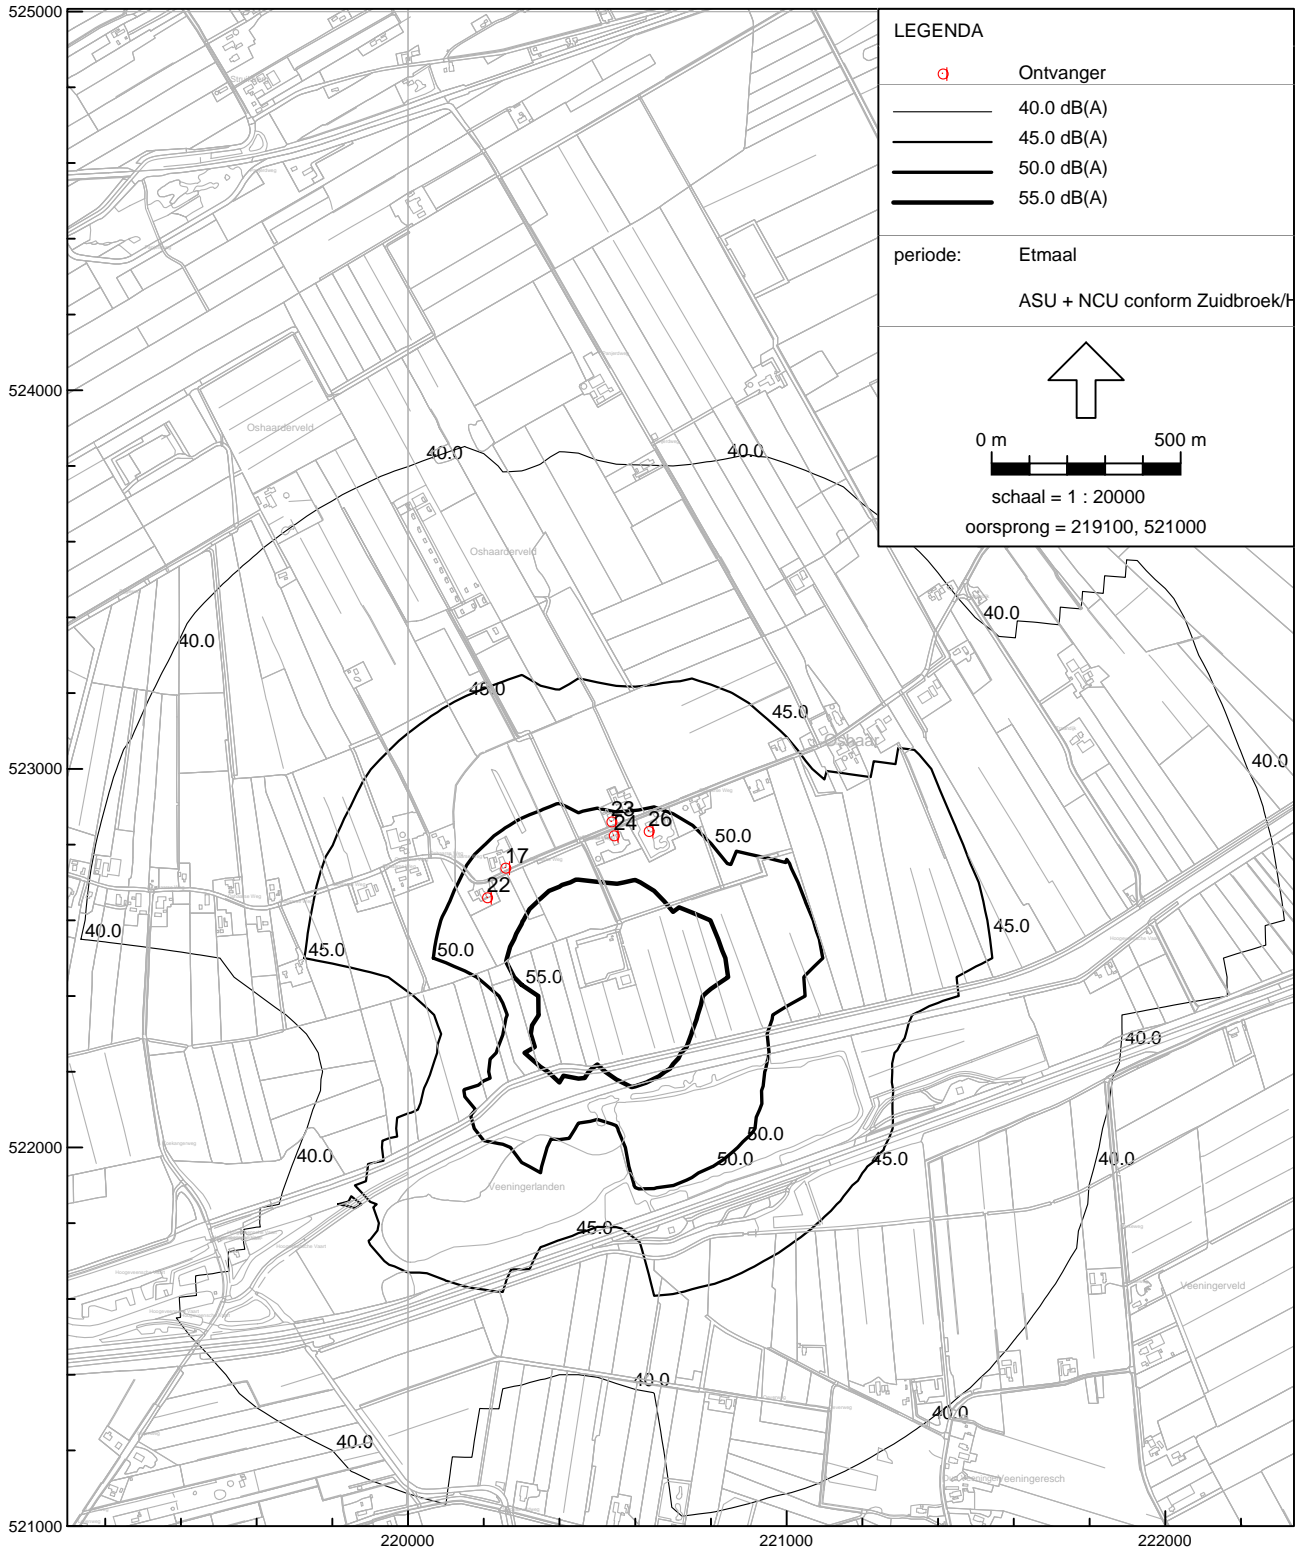 525000
524000
523000
522000
521000
220000
221000
222000
LEGENDA
Ontvanger
40.0 dB(A)
45.0 dB(A)
50.0 dB(A)
55.0 dB(A)
periode: Etmaal
ASU + NCU conform Zuidbroek/H
0 m 500 m
schaal = 1 : 20000
oorsprong = 219100, 521000
Oshaarderveld
40.0
40.0
Oshaarderveld
40.0
40.0
45.0
45.0
Oshaar
40.0
23
24
26
50.0
17
22
40.0
45.0
50.0
45.0
55.0
40.0
50.0
50.0
45.0
40.0
40.0
Veeningerlanden
45.0
Veeningerveld
40.0
40.0
40.0
Veeningeresch